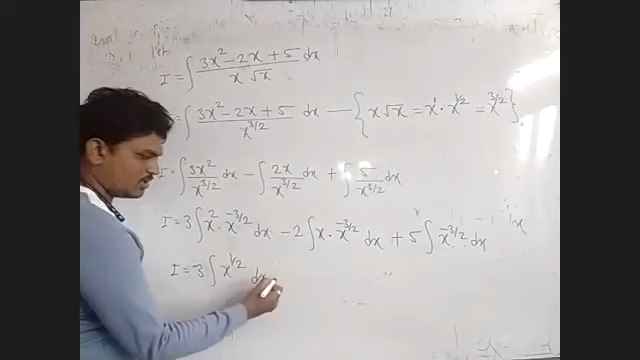 I = ∫ (3x² - 2x + 5)/(x √x) dx
= ∫ (3x² - 2x + 5)/x^{3/2} dx — { x√x = x¹ · x^{1/2} = x^{3/2} }.
I = ∫ 3x²/x^{3/2} dx - ∫ 2x/x^{3/2} dx + ∫ 5/x^{3/2} dx
I = 3 ∫ x² · x^{-3/2} dx - 2 ∫ x · x^{-3/2} dx + 5 ∫ x^{-3/2} dx
I = 3 ∫ x^{1/2} dx